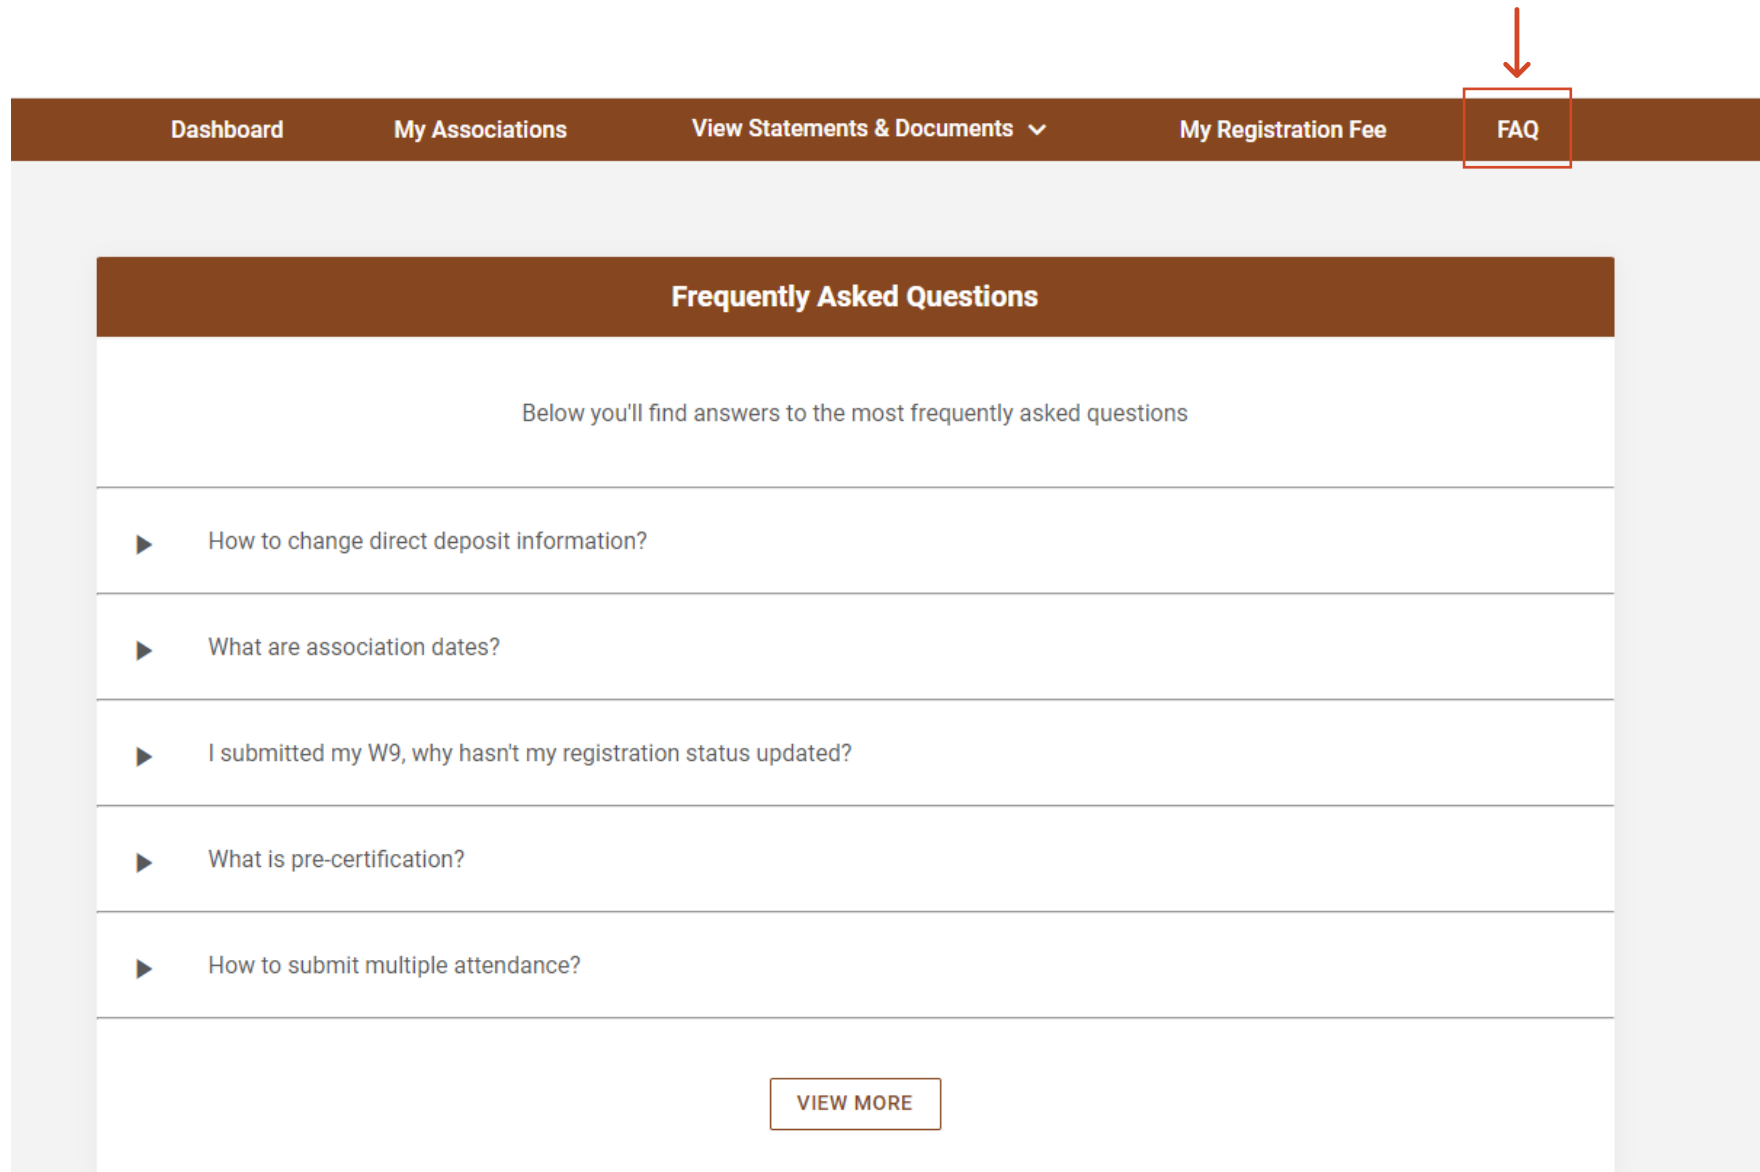 Dashboard My Associations View Statements & Documents My Registration Fee FAQ
Frequently Asked Questions
Below you'll find answers to the most frequently asked questions
How to change direct deposit information?
What are association dates?
I submitted my W9, why hasn't my registration status updated?
What is pre-certification?
How to submit multiple attendance?
VIEW MORE